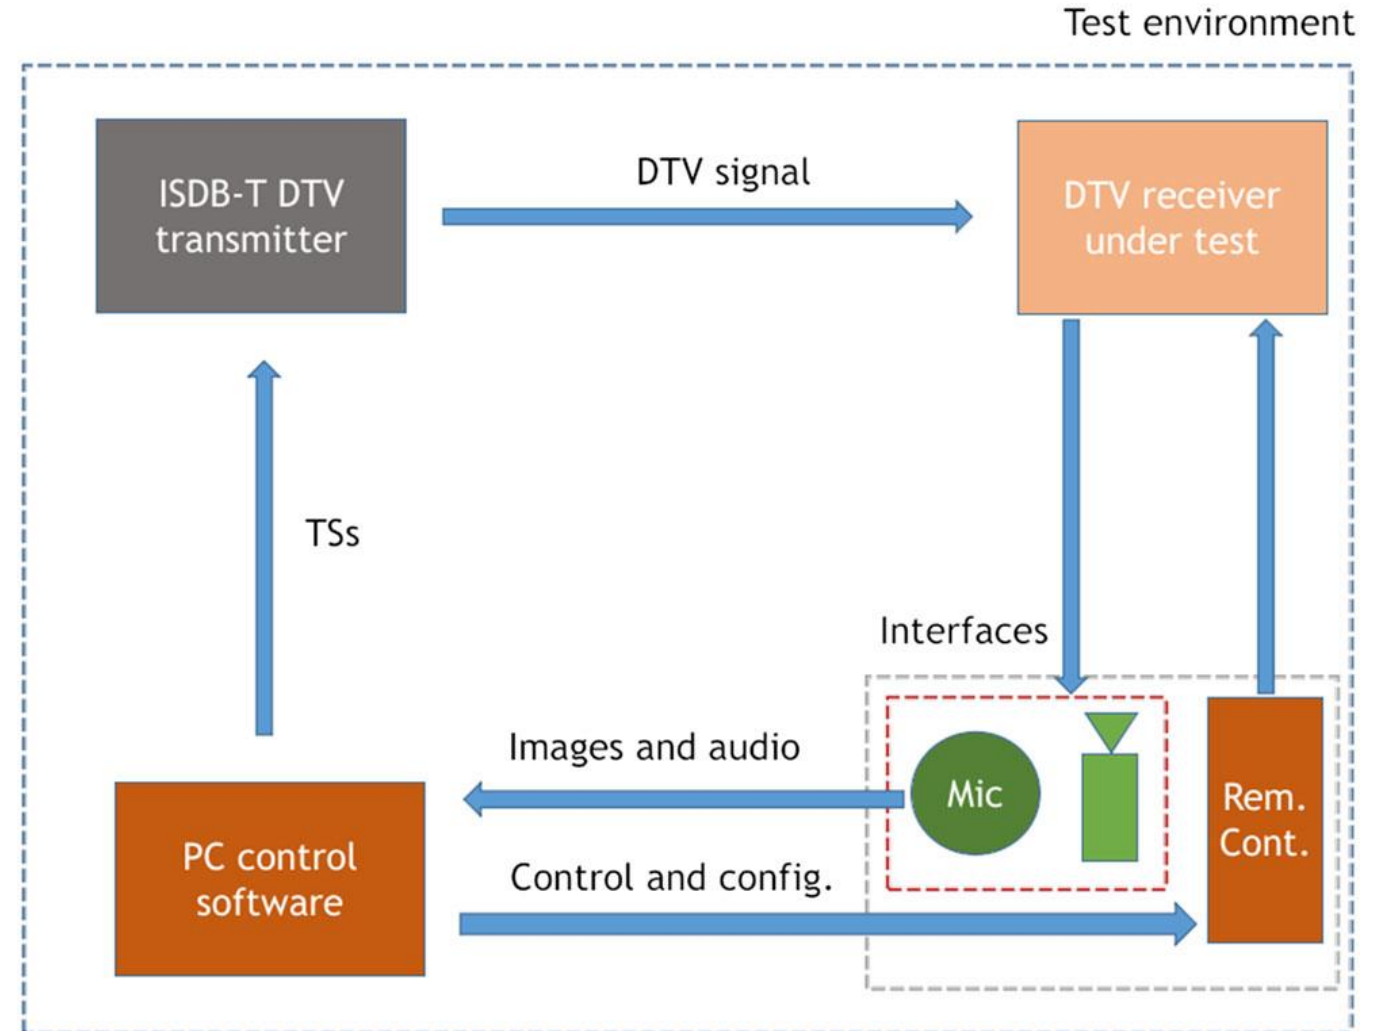 Test environment
ISDB-T DTV
transmitter
DTV signal
DTV receiver
under test
TSs
Interfaces
Images and audio
Mic
Rem.
Cont.
PC control
software
Control and config.